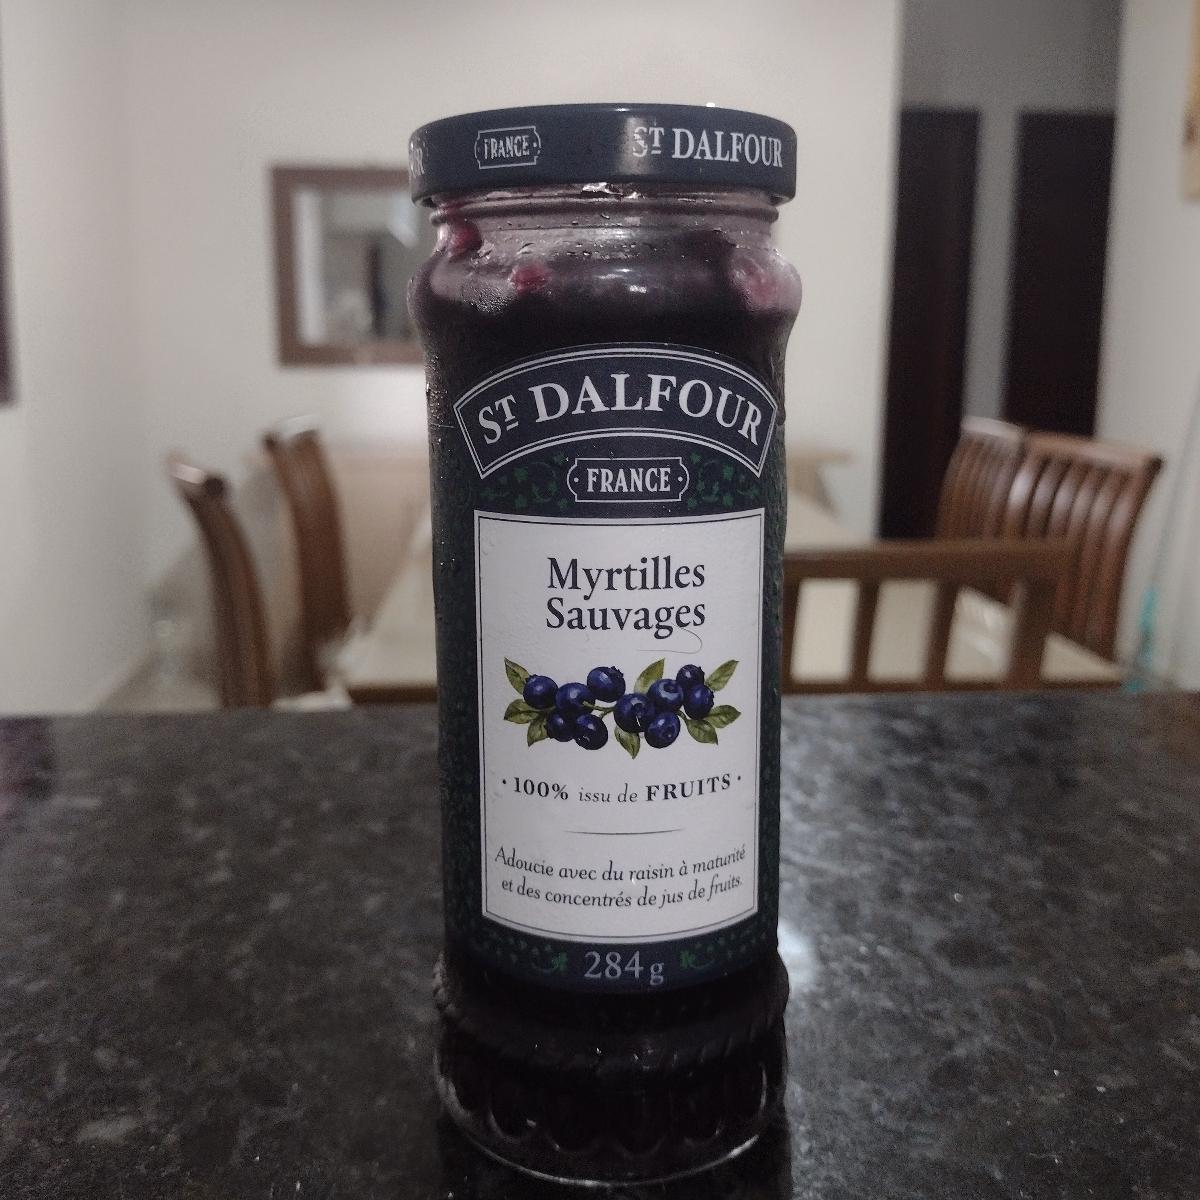 FRANCE ST DALFOUR
ST DALFOUR
· FRANCE ·
Myrtilles
Sauvages
· 100% issu de FRUITS ·
Adoucie avec du raisin à maturité
et des concentrés de jus de fruits.
284 g